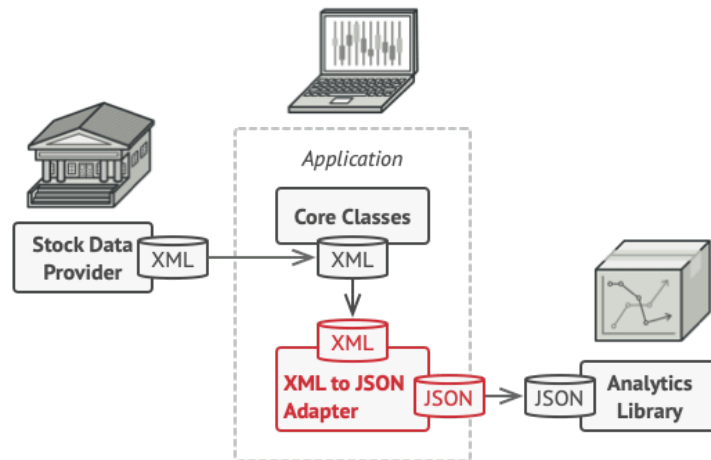 Application
Core Classes
XML
Stock Data
Provider
XML
XML
XML to JSON
Adapter
JSON
JSON
Analytics
Library